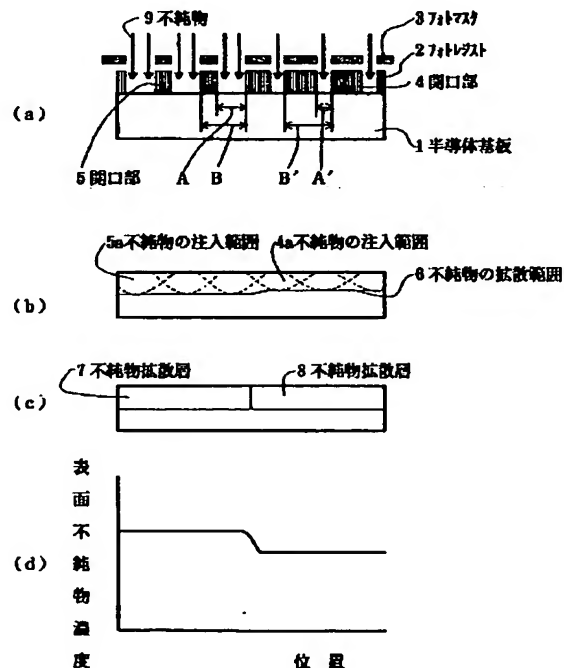 9 不純物
3 フォトマスク
2 フォトレジスト
4 開口部
(a)
5 開口部
A
B
B'
A'
1 半導体基板
5a 不純物の注入範囲
4a 不純物の注入範囲
6 不純物の拡散範囲
(b)
7 不純物拡散層
8 不純物拡散層
(c)
表面不純物濃度
(d)
位置